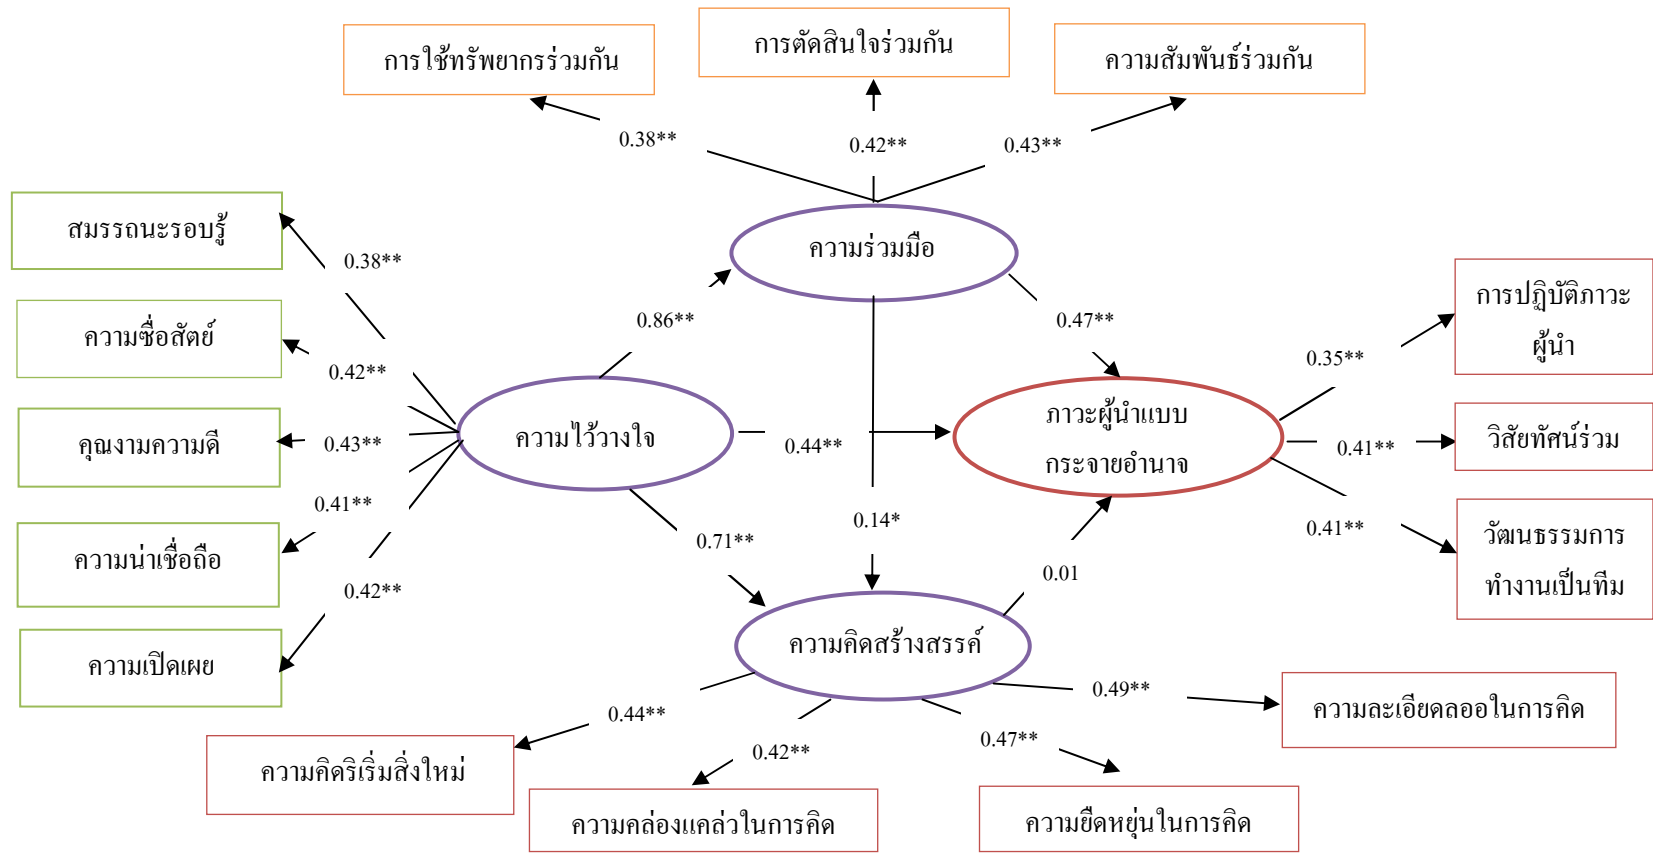 การตัดสินใจร่วมกัน
การใช้ทรัพยากรร่วมกัน
ความสัมพันธ์ร่วมกัน
0.38**
0.42**
0.43**
สมรรถนะรอบรู้
0.38**
ความร่วมมือ
การปฏิบัติภาวะ
ผู้นำ
ความซื่อสัตย์
0.86**
0.47**
0.35**
0.42**
คุณงามความดี
0.43**
ความไว้วางใจ
0.44**
ภาวะผู้นำแบบ
กระจายอำนาจ
0.41**
วิสัยทัศน์ร่วม
0.41**
0.14*
0.41**
วัฒนธรรมการ
ทำงานเป็นทีม
ความน่าเชื่อถือ
0.71**
0.01
0.42**
ความเปิดเผย
ความคิดสร้างสรรค์
0.49**
ความละเอียดลออในการคิด
0.44**
0.42**
0.47**
ความคิดริเริ่มสิ่งใหม่
ความคล่องแคล่วในการคิด
ความยืดหยุ่นในการคิด